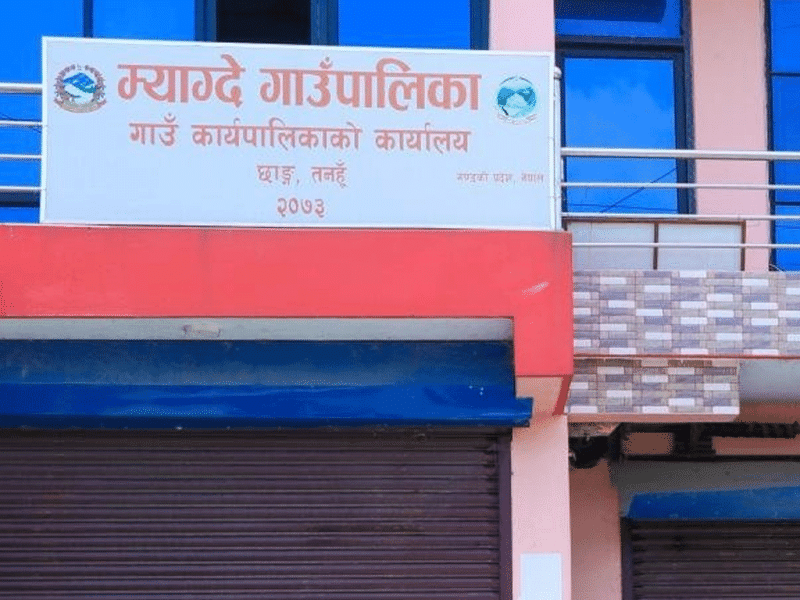 म्याग्दे गाउँपालिका
गाउँ कार्यपालिकाको कार्यालय
छाङ्ग, तनहूँ
गण्डकी प्रदेश, नेपाल
२०७३